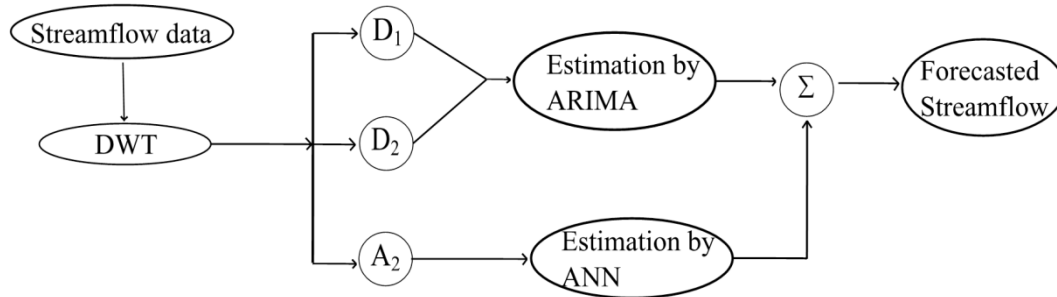 Streamflow data
DWT
D₁
D₂
A₂
Estimation by
ARIMA
Estimation by
ANN
Σ
Forecasted
Streamflow